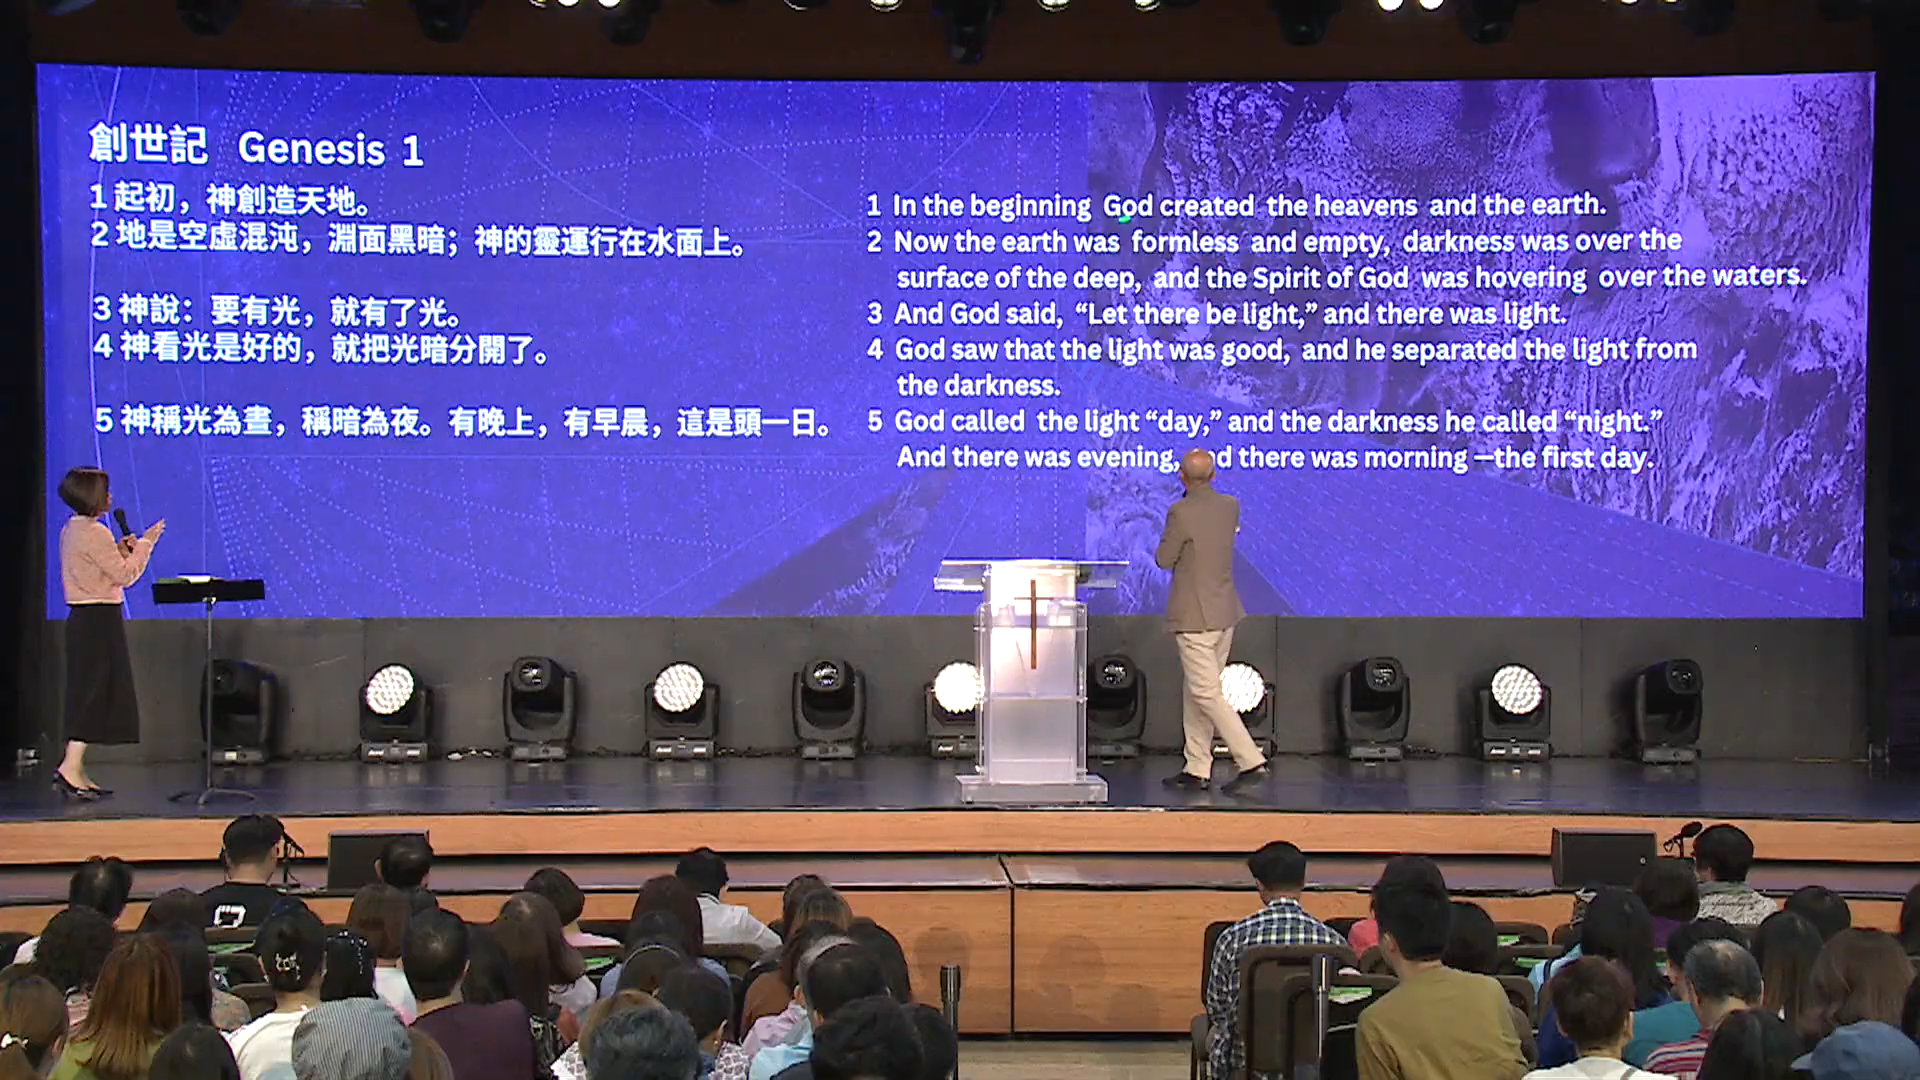 創世記 Genesis 1
1 起初，神創造天地。
2 地是空虛混沌，淵面黑暗；神的靈運行在水面上。
3 神說：要有光，就有了光。
4 神看光是好的，就把光暗分開了。
5 神稱光為晝，稱暗為夜。有晚上，有早晨，這是頭一日。
1 In the beginning God created the heavens and the earth.
2 Now the earth was formless and empty, darkness was over the
surface of the deep, and the Spirit of God was hovering over the waters.
3 And God said, “Let there be light,” and there was light.
4 God saw that the light was good, and he separated the light from
the darkness.
5 God called the light “day,” and the darkness he called “night.”
And there was evening, nd there was morning —the first day.